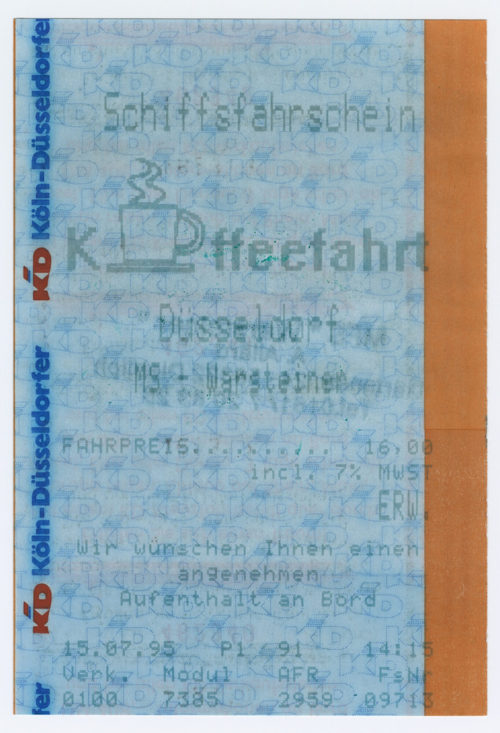 Schiffsfahrschein
Kaffeefahrt
Düsseldorf
MS - Warsteiner
FAHRPREIS.......... 16,00
incl. 7% MWST
ERW.
Wir wünschen Ihnen einen
angenehmen
Aufenthalt an Bord
15.07.95 P1 91 14:15
Verk. Modul AFR FsNr
0100 7385 2959 09713
KD Köln-Düsseldorfer
KD Köln-Düsseldorfer
fer